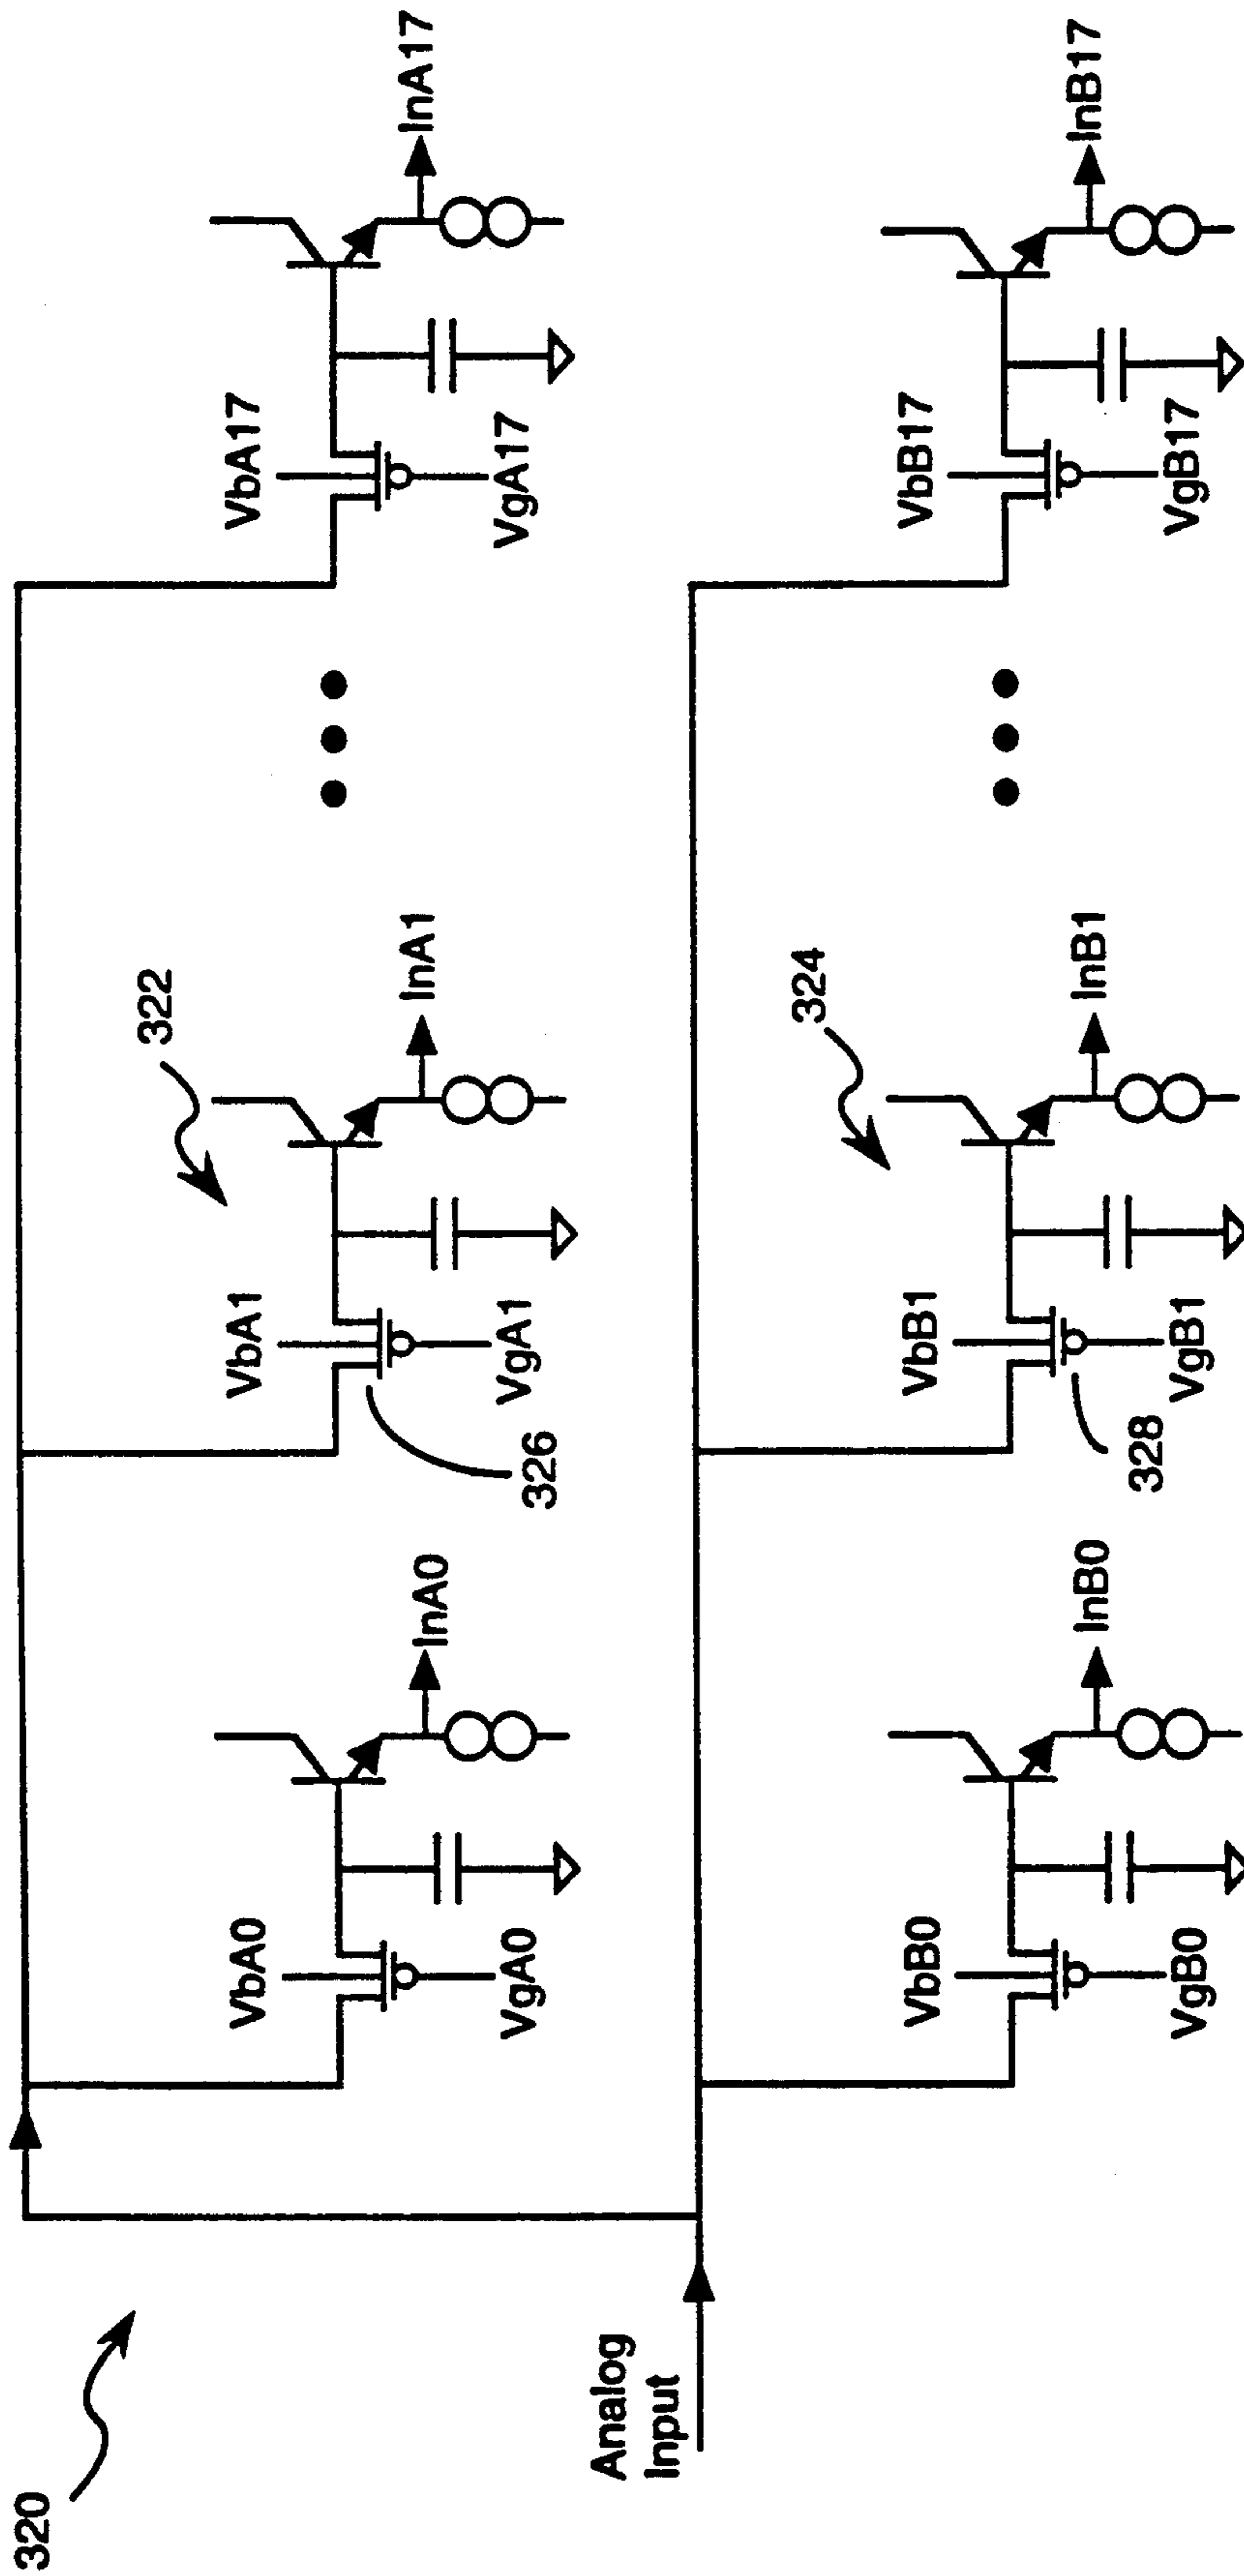 320
322
VbA0
VbA1
VbA17
InA0
InA1
InA17
VgA0
VgA1
VgA17
326
Analog
Input
324
VbB0
VbB1
VbB17
InB0
InB1
InB17
328
VgB0
VgB1
VgB17